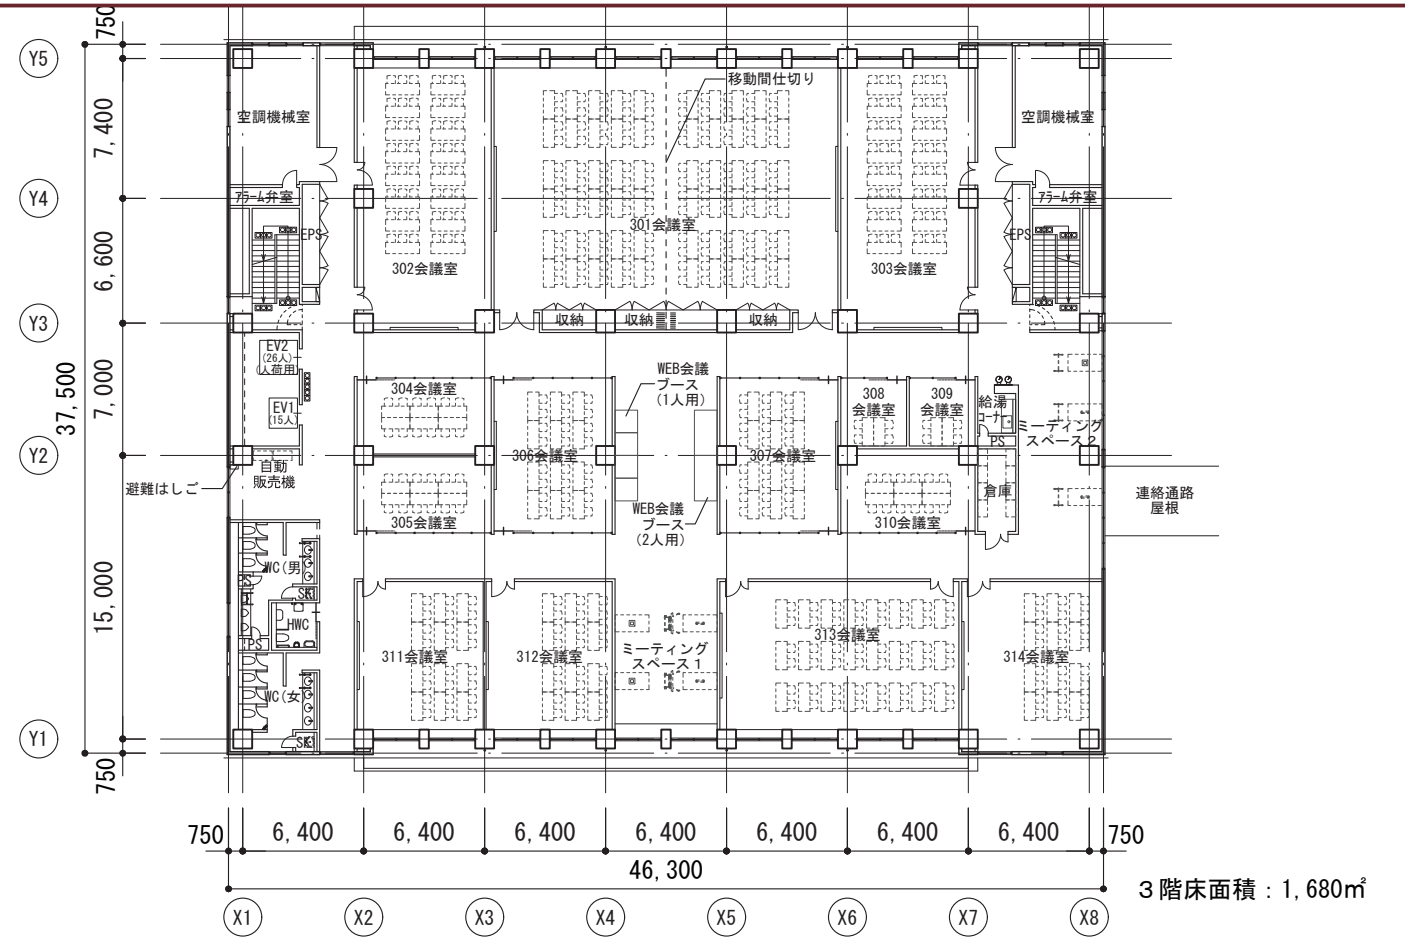 750
Y5
移動間仕切り
空調機械室
空調機械室
7,400
Y4
アラーム弁室
アラーム弁室
301会議室
EPS
EPS
6,600
302会議室
303会議室
Y3
収納
収納
収納
EV2
(26人)
(人荷用)
EV1
(15人)
37,500
7,000
304会議室
WEB会議
ブース
(1人用)
308
会議室
309
会議室
給湯
コーナー
ミーティング
スペース2
PS
Y2
306会議室
307会議室
自動
販売機
避難はしご
倉庫
連絡通路
屋根
WEB会議
ブース
(2人用)
305会議室
310会議室
WC(男)
PS
SK
HWC
PS
15,000
311会議室
312会議室
ミーティング
スペース1
313会議室
314会議室
WC(女)
SK
Y1
750
750
6,400
6,400
6,400
6,400
6,400
6,400
6,400
750
46,300
3階床面積：1,680㎡
X1
X2
X3
X4
X5
X6
X7
X8